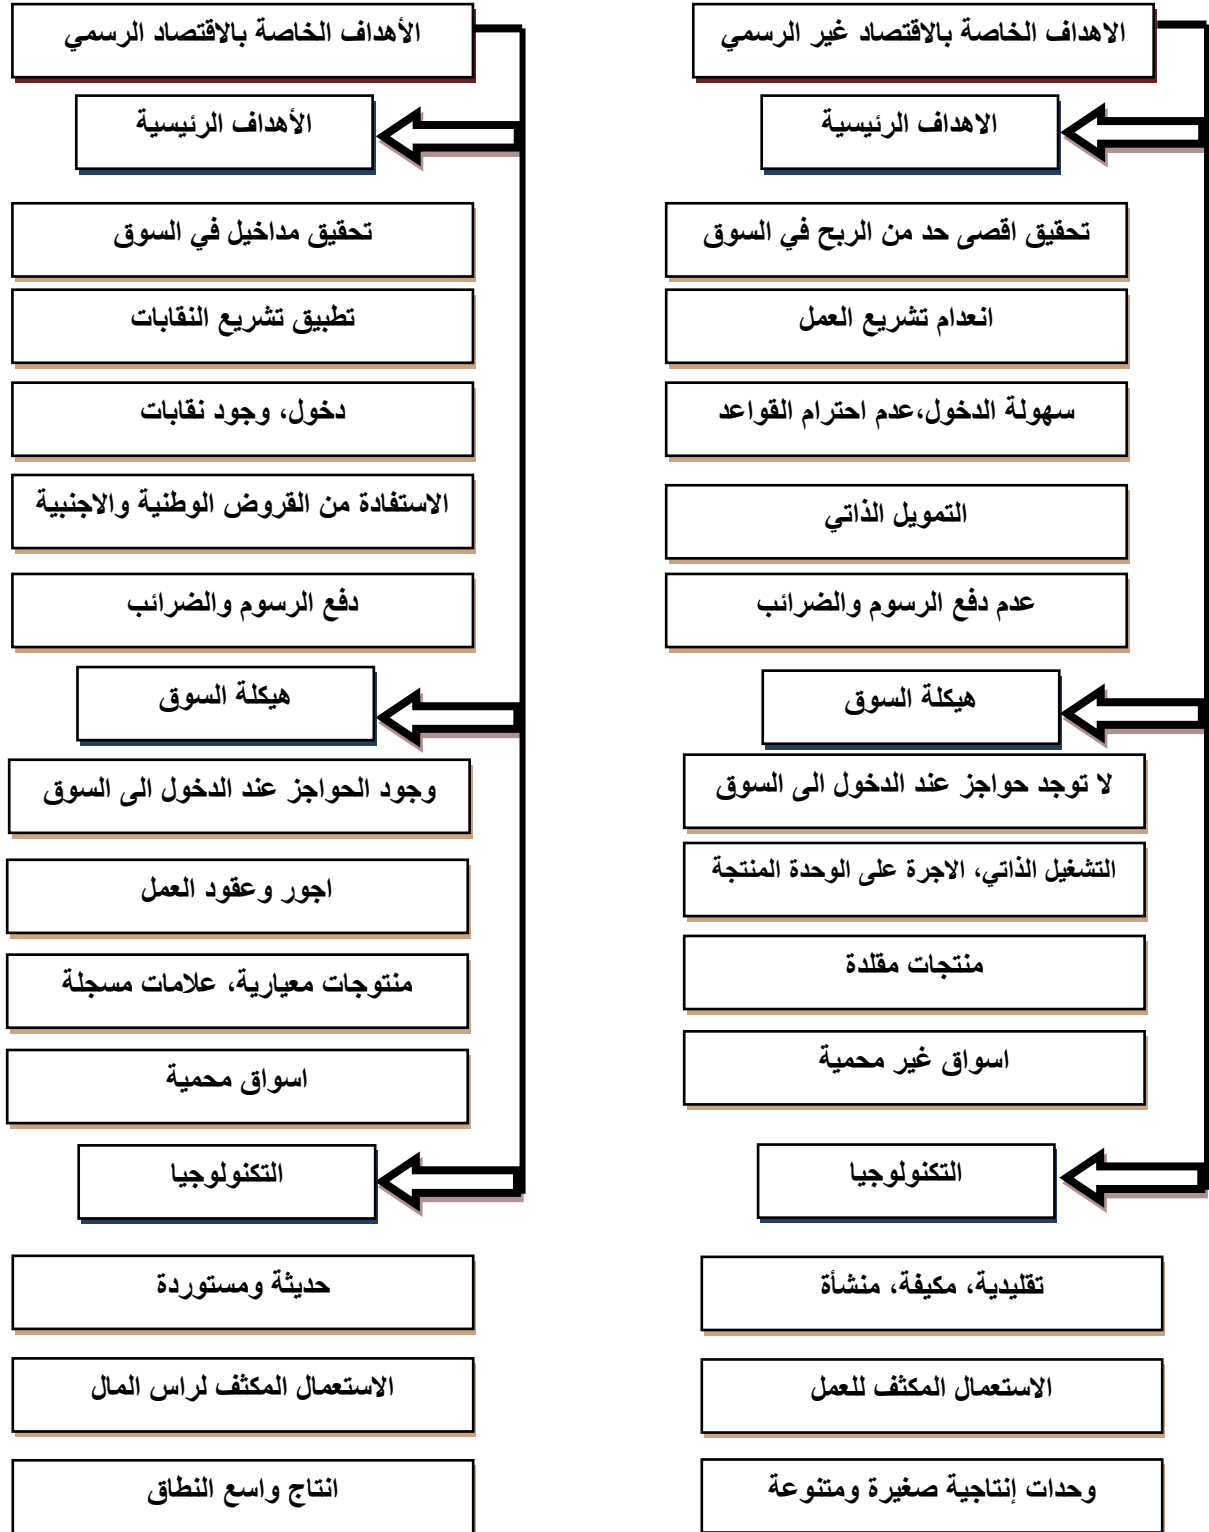 الاهداف الخاصة بالاقتصاد غير الرسمي
الاهداف الرئيسية
تحقيق اقصى حد من الربح في السوق
انعدام تشريع العمل
سهولة الدخول،عدم احترام القواعد
التمويل الذاتي
عدم دفع الرسوم والضرائب
هيكلة السوق
لا توجد حواجز عند الدخول الى السوق
التشغيل الذاتي، الاجرة على الوحدة المنتجة
منتجات مقلدة
اسواق غير محمية
التكنولوجيا
تقليدية، مكيفة، منشأة
الاستعمال المكثف للعمل
وحدات إنتاجية صغيرة ومتنوعة
الأهداف الخاصة بالاقتصاد الرسمي
الأهداف الرئيسية
تحقيق مداخيل في السوق
تطبيق تشريع النقابات
دخول، وجود نقابات
الاستفادة من القروض الوطنية والاجنبية
دفع الرسوم والضرائب
هيكلة السوق
وجود الحواجز عند الدخول الى السوق
اجور وعقود العمل
منتوجات معيارية، علامات مسجلة
اسواق محمية
التكنولوجيا
حديثة ومستوردة
الاستعمال المكثف لراس المال
انتاج واسع النطاق